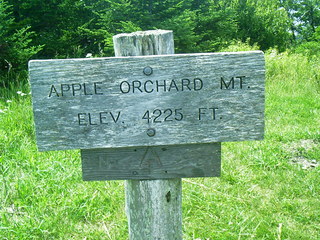 APPLE ORCHARD MT.
ELEV. 4225 FT.